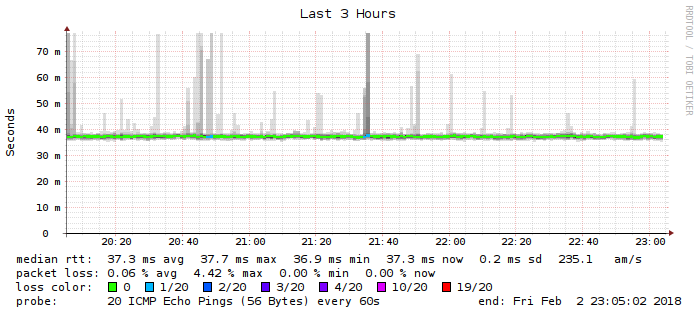 Last 3 Hours
RRDTOOL / TOBI OETIKER
Seconds
70 m
60 m
50 m
40 m
30 m
20 m
10 m
0
20:20 20:40 21:00 21:20 21:40 22:00 22:20 22:40 23:00
median rtt: 37.3 ms avg 37.7 ms max 36.9 ms min 37.3 ms now 0.2 ms sd 235.1 am/s
packet loss: 0.06 % avg 4.42 % max 0.00 % min 0.00 % now
loss color: 0 1/20 2/20 3/20 4/20 10/20 19/20
probe: 20 ICMP Echo Pings (56 Bytes) every 60s end: Fri Feb 2 23:05:02 2018